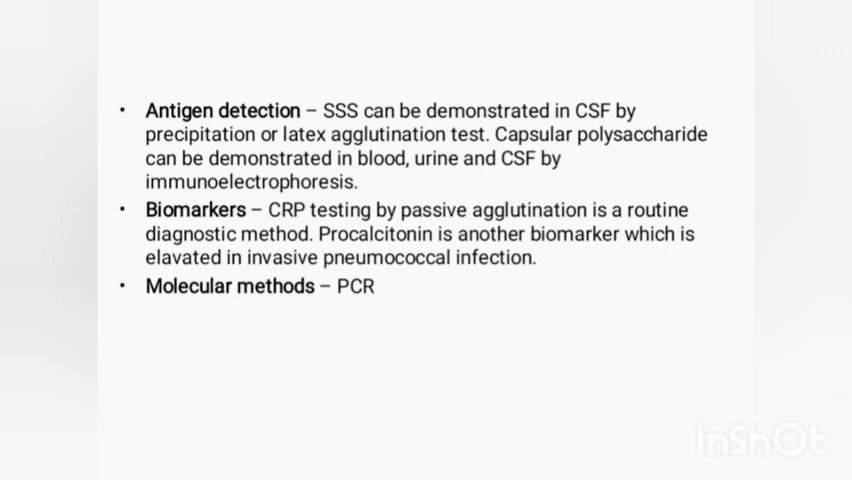 • Antigen detection – SSS can be demonstrated in CSF by
precipitation or latex agglutination test. Capsular polysaccharide
can be demonstrated in blood, urine and CSF by
immunoelectrophoresis.
• Biomarkers – CRP testing by passive agglutination is a routine
diagnostic method. Procalcitonin is another biomarker which is
elavated in invasive pneumococcal infection.
• Molecular methods – PCR
InShOt